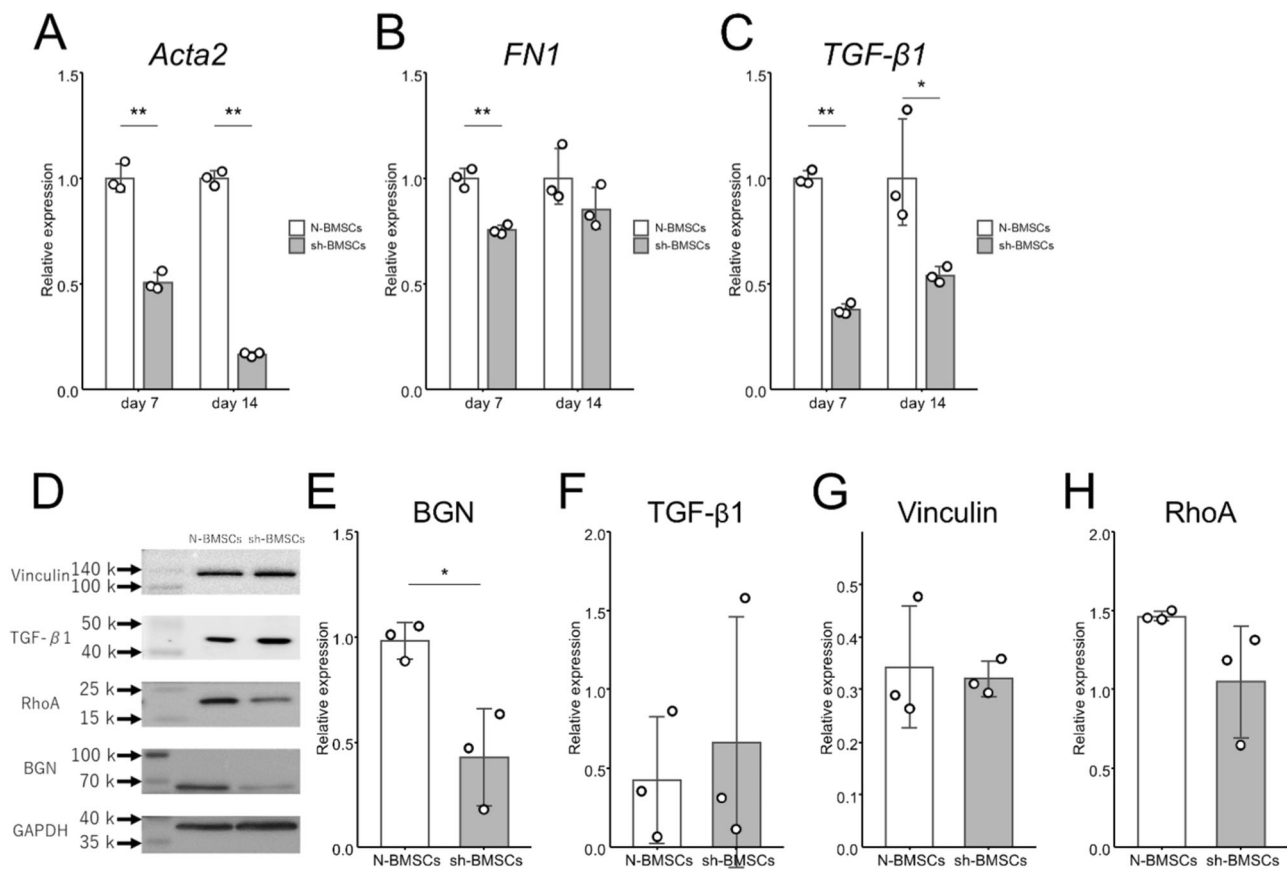 A
Acta2
Relative expression
1.5
1.0
0.5
0.0
**
**
day 7
day 14
N-BMSCs
sh-BMSCs
B
FN1
Relative expression
1.5
1.0
0.5
0.0
**
day 7
day 14
N-BMSCs
sh-BMSCs
C
TGF-β1
Relative expression
1.5
1.0
0.5
0.0
**
*
day 7
day 14
N-BMSCs
sh-BMSCs
D
N-BMSCs sh-BMSCs
Vinculin
140 k
100 k
TGF-β1
50 k
40 k
RhoA
25 k
15 k
BGN
100 k
70 k
GAPDH
40 k
35 k
E
BGN
Relative expression
1.5
1.0
0.5
0.0
*
N-BMSCs sh-BMSCs
F
TGF-β1
Relative expression
2.0
1.5
1.0
0.5
0.0
N-BMSCs sh-BMSCs
G
Vinculin
Relative expression
0.5
0.4
0.3
0.2
0.1
0.0
N-BMSCs sh-BMSCs
H
RhoA
Relative expression
2.0
1.5
1.0
0.5
0.0
N-BMSCs sh-BMSCs